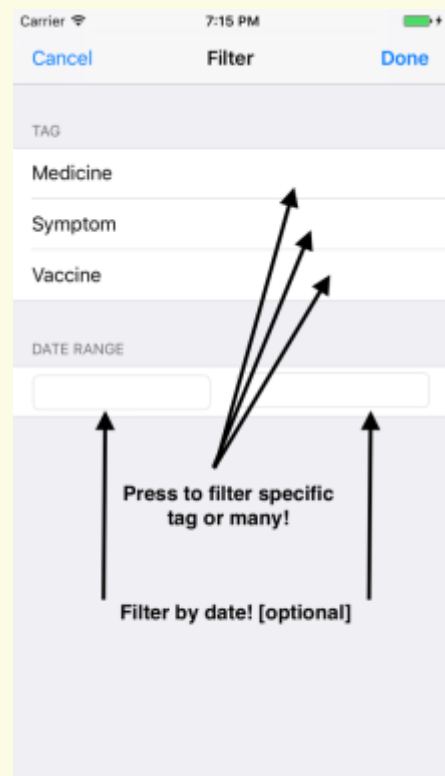 Carrier 7:15 PM
Cancel Filter Done
TAG
Medicine
Symptom
Vaccine
DATE RANGE
Press to filter specific
tag or many!
Filter by date! [optional]